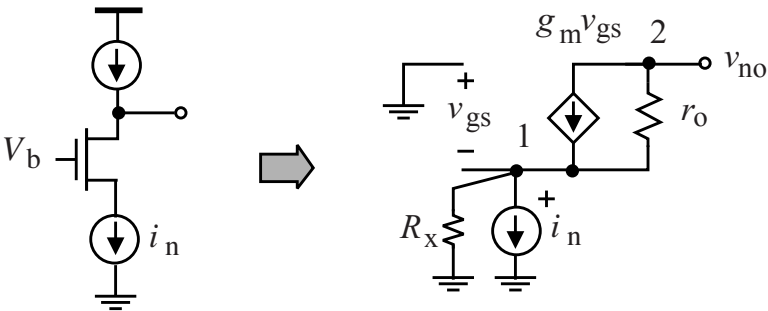 V_b
i_n
g_m v_gs 2
v_no
+
v_gs
r_o
1
−
+
R_x
i_n